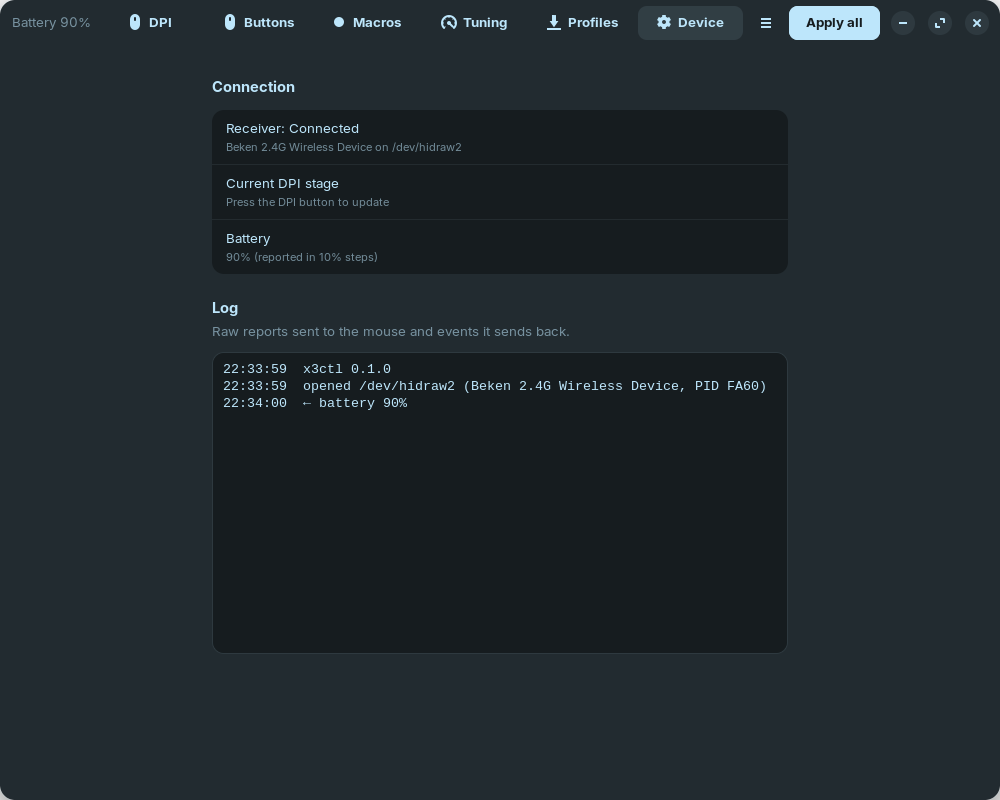 Battery 90%
DPI
Buttons
Macros
Tuning
Profiles
Device
Apply all
Connection
Receiver: Connected
Beken 2.4G Wireless Device on /dev/hidraw2
Current DPI stage
Press the DPI button to update
Battery
90% (reported in 10% steps)
Log
Raw reports sent to the mouse and events it sends back.
22:33:59  x3ctl 0.1.0
22:33:59  opened /dev/hidraw2 (Beken 2.4G Wireless Device, PID FA60)
22:34:00  ← battery 90%